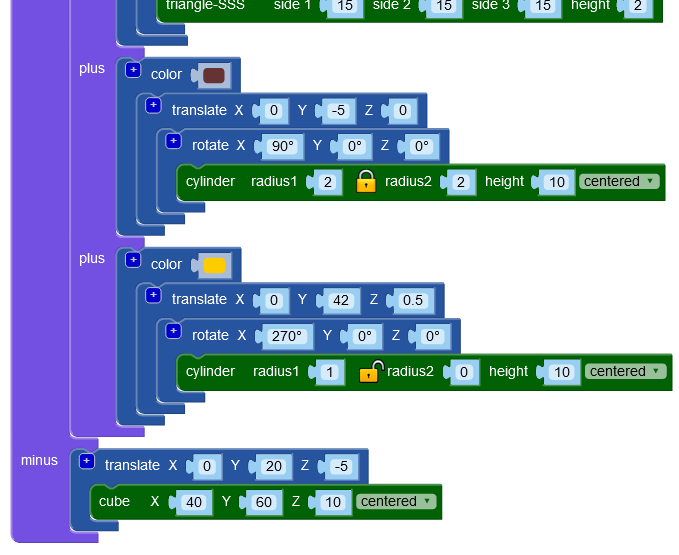 triangle-SSS side 1 15 side 2 15 side 3 15 height 2
plus + color
+ translate X 0 Y -5 Z 0
+ rotate X 90° Y 0° Z 0°
cylinder radius1 2 radius2 2 height 10 centered ▾
plus + color
+ translate X 0 Y 42 Z 0.5
+ rotate X 270° Y 0° Z 0°
cylinder radius1 1 radius2 0 height 10 centered ▾
minus + translate X 0 Y 20 Z -5
cube X 40 Y 60 Z 10 centered ▾